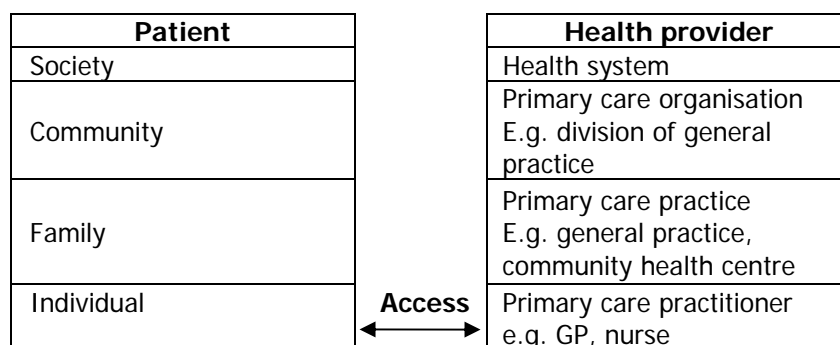 Patient
Health provider
Society
Health system
Community
Primary care organisation
E.g. division of general
practice
Family
Primary care practice
E.g. general practice,
community health centre
Individual
Access
Primary care practitioner
e.g. GP, nurse